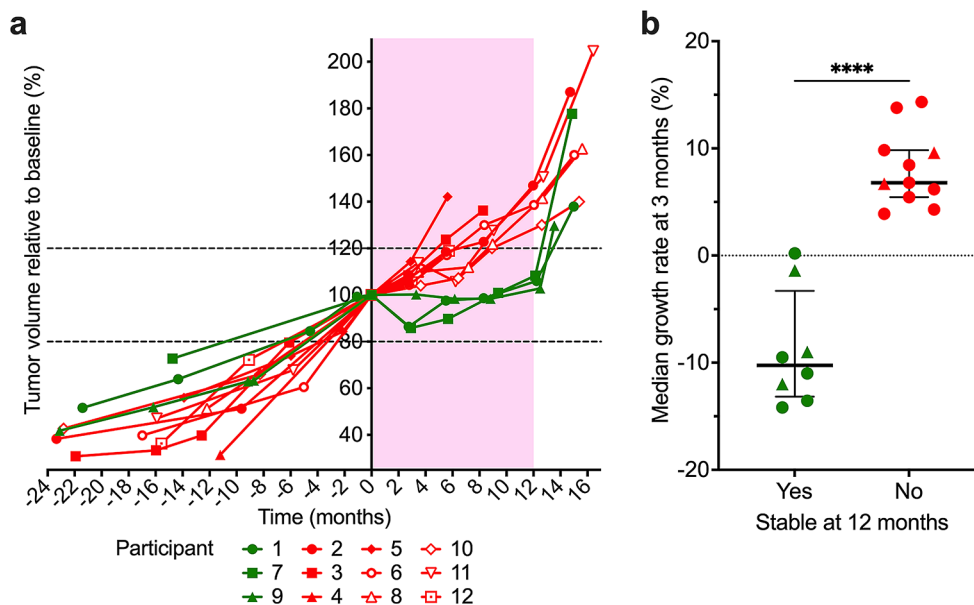 a
Tumor volume relative to baseline (%)
200
180
160
140
120
100
80
60
40
-24 -22 -20 -18 -16 -14 -12 -10 -8 -6 -4 -2 0 2 4 6 8 10 12 14 16
Time (months)
Participant
1 2 5 10
7 3 6 11
9 4 8 12
b
Median growth rate at 3 months (%)
20
10
0
-10
-20
****
Yes No
Stable at 12 months